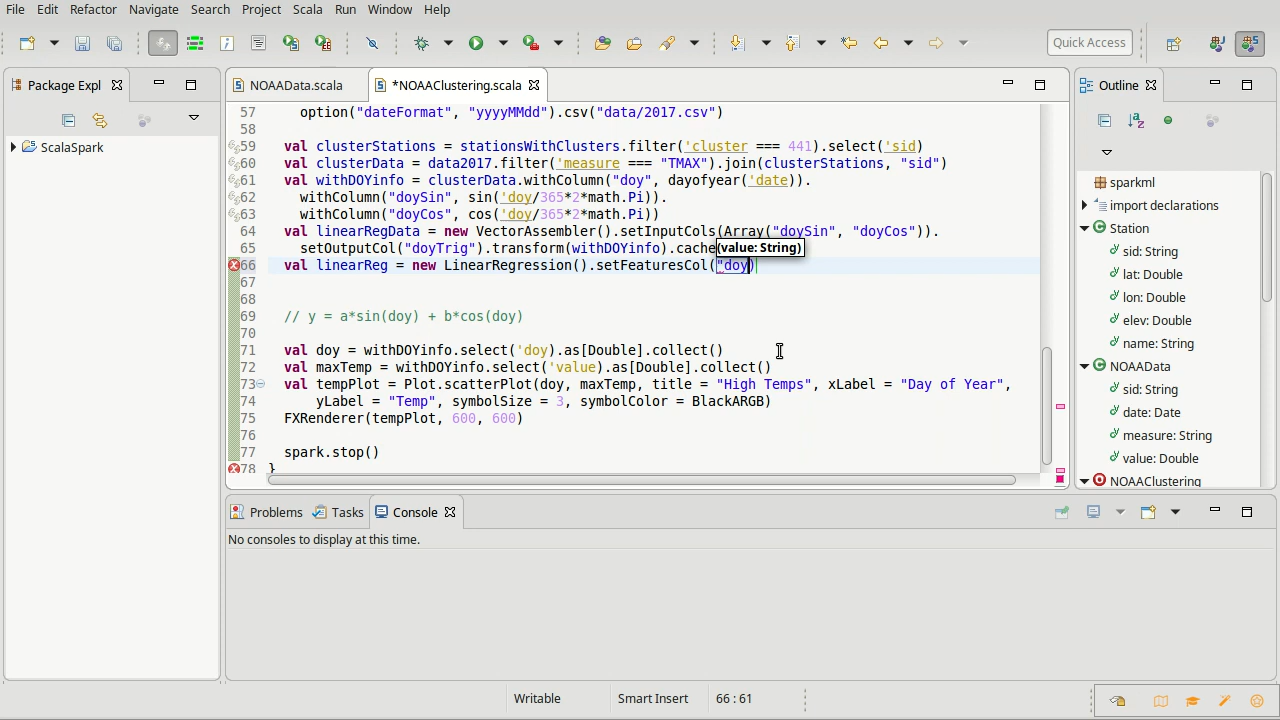 File Edit Refactor Navigate Search Project Scala Run Window Help
Quick Access
Package Expl
NOAAData.scala
*NOAAClustering.scala
Outline
ScalaSpark
57 option("dateFormat", "yyyyMMdd").csv("data/2017.csv")
58
59 val clusterStations = stationsWithClusters.filter('cluster === 441).select('sid)
60 val clusterData = data2017.filter('measure === "TMAX").join(clusterStations, "sid")
61 val withDOYinfo = clusterData.withColumn("doy", dayofyear('date)).
62 withColumn("doySin", sin('doy/365*2*math.Pi)).
63 withColumn("doyCos", cos('doy/365*2*math.Pi))
64 val linearRegData = new VectorAssembler().setInputCols(Array("doySin", "doyCos")).
65 setOutputCol("doyTrig").transform(withDOYinfo).cache
(value: String)
66 val linearReg = new LinearRegression().setFeaturesCol("doy)
67
68
69 // y = a*sin(doy) + b*cos(doy)
70
71 val doy = withDOYinfo.select('doy).as[Double].collect()
72 val maxTemp = withDOYinfo.select('value).as[Double].collect()
73 val tempPlot = Plot.scatterPlot(doy, maxTemp, title = "High Temps", xLabel = "Day of Year",
74 yLabel = "Temp", symbolSize = 3, symbolColor = BlackARGB)
75 FXRenderer(tempPlot, 600, 600)
76
77 spark.stop()
78 }
sparkml
import declarations
Station
sid: String
lat: Double
lon: Double
elev: Double
name: String
NOAAData
sid: String
date: Date
measure: String
value: Double
NOAAClustering
Problems
Tasks
Console
No consoles to display at this time.
Writable
Smart Insert
66 : 61